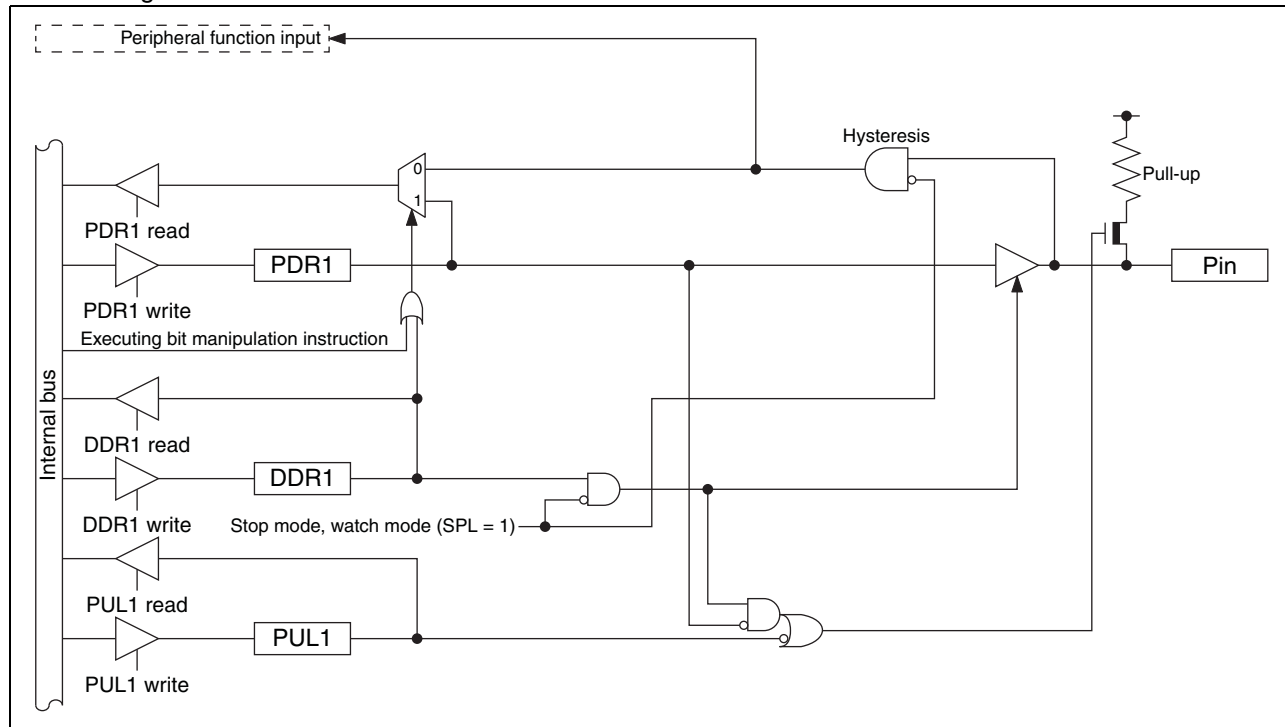 Peripheral function input
Hysteresis
0
Pull-up
1
PDR1 read
PDR1
Pin
PDR1 write
Executing bit manipulation instruction
Internal bus
DDR1 read
DDR1
DDR1 write
Stop mode, watch mode (SPL = 1)
PUL1 read
PUL1
PUL1 write